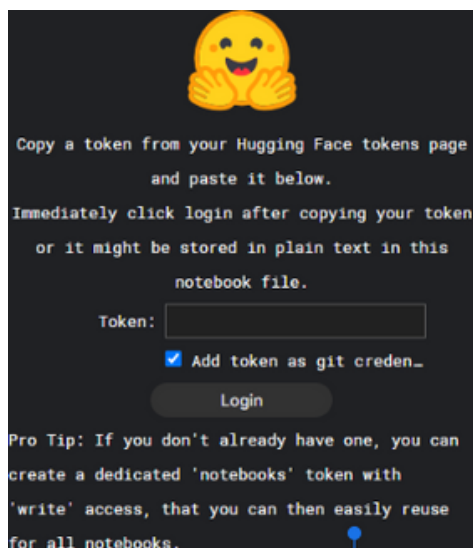 Copy a token from your Hugging Face tokens page
and paste it below.
Immediately click login after copying your token
or it might be stored in plain text in this
notebook file.
Token:
Add token as git creden…
Login
Pro Tip: If you don't already have one, you can
create a dedicated 'notebooks' token with
'write' access, that you can then easily reuse
for all notebooks.